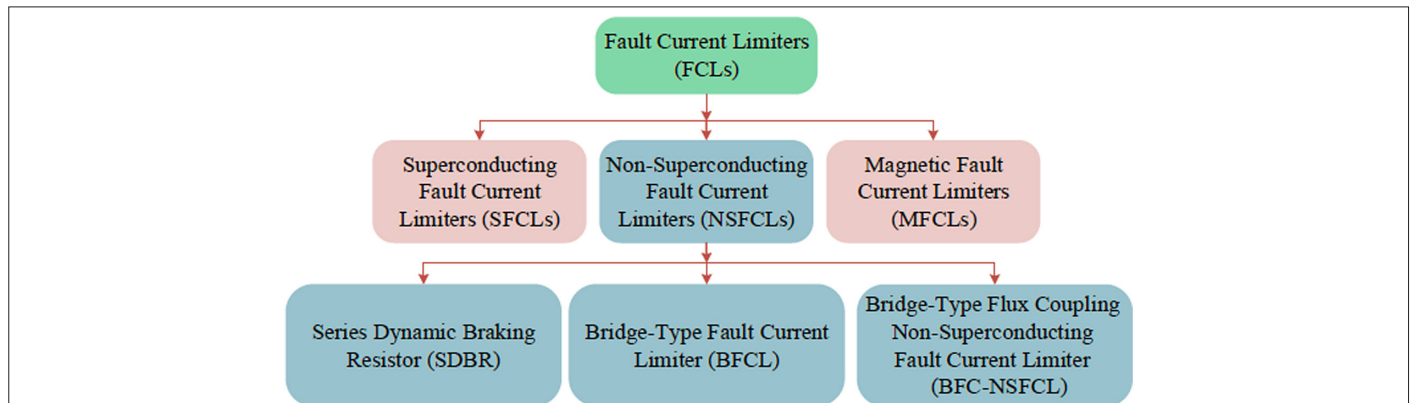 Fault Current Limiters
(FCLs)
Superconducting
Fault Current
Limiters (SFCLs)
Non-Superconducting
Fault Current
Limiters (NSFCLs)
Magnetic Fault
Current Limiters
(MFCLs)
Series Dynamic Braking
Resistor (SDBR)
Bridge-Type Fault Current
Limiter (BFCL)
Bridge-Type Flux Coupling
Non-Superconducting
Fault Current Limiter
(BFC-NSFCL)